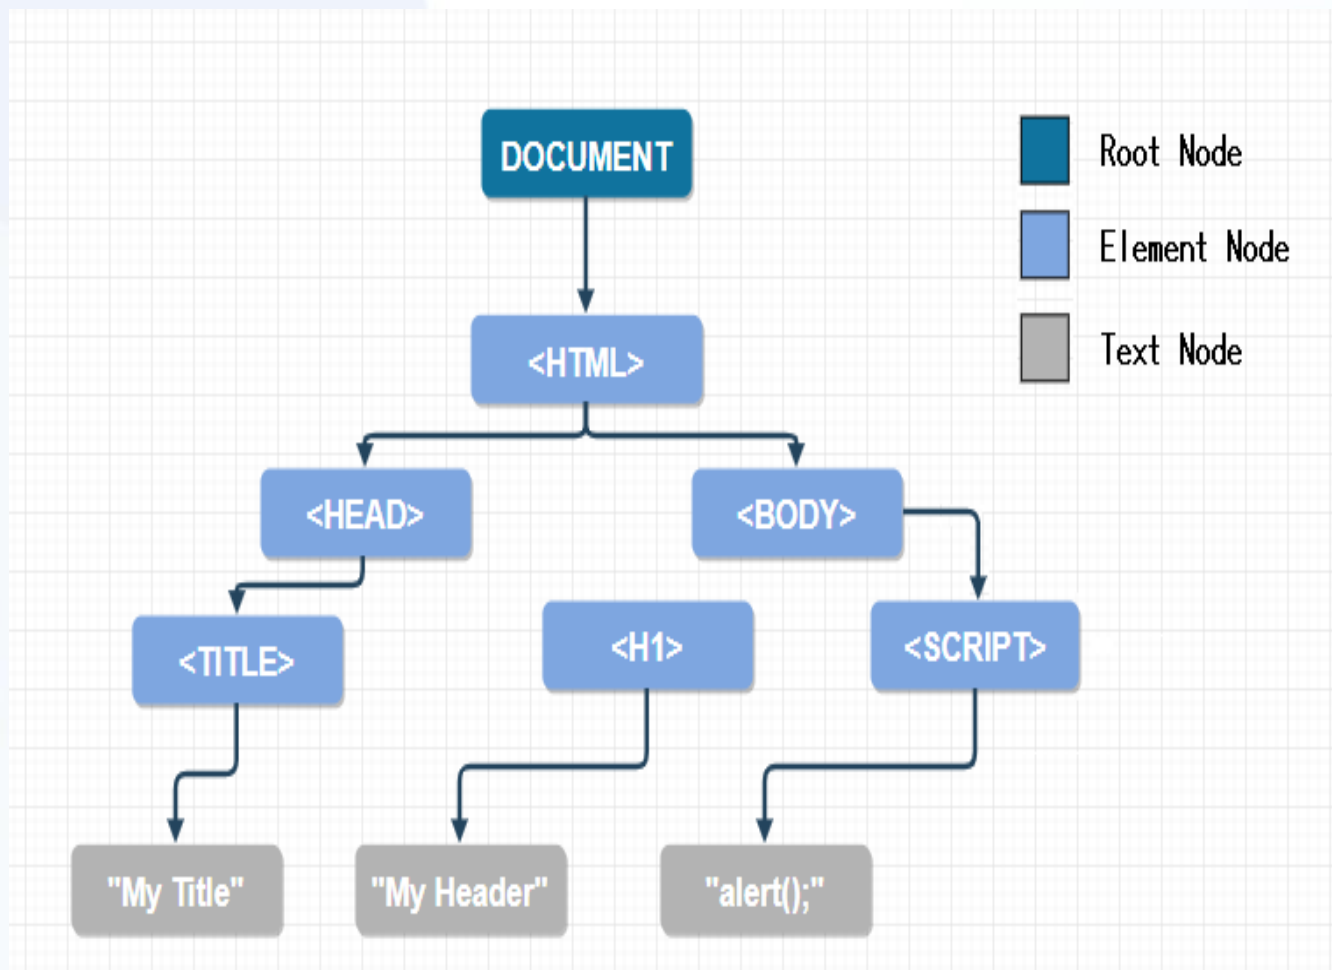 DOCUMENT
Root Node
Element Node
<HTML>
Text Node
<HEAD>
<BODY>
<TITLE>
<H1>
<SCRIPT>
"My Title"
"My Header"
"alert();"